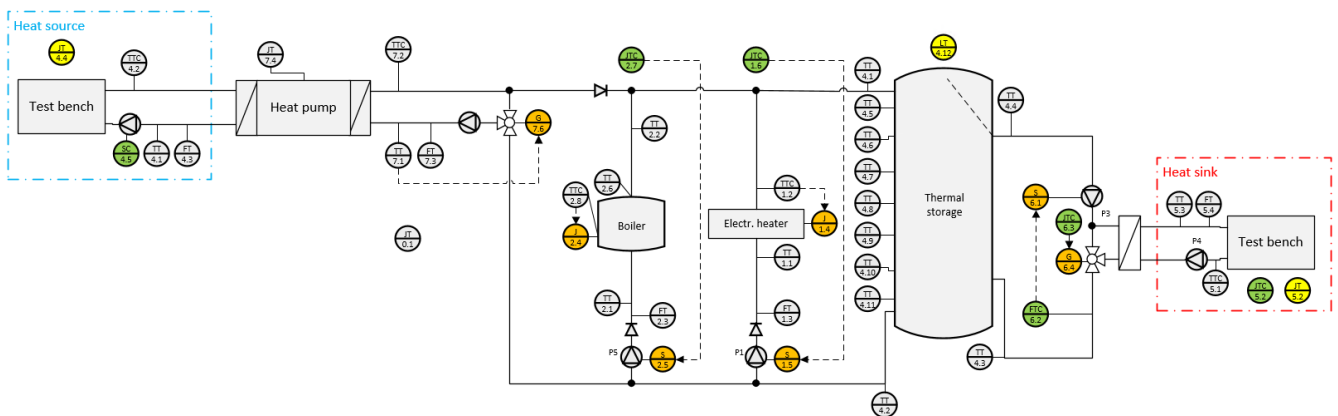 Heat source
JT
4.4
TTC
4.2
Test bench
SC
4.5
TT
4.1
FT
4.3
JT
7.4
Heat pump
TTC
7.2
TT
7.1
FT
7.3
G
7.6
JT
0.1
JTC
2.7
TT
2.2
TT
2.6
TTC
2.8
J
2.4
Boiler
TT
2.1
FT
2.3
P5
S
2.5
JTC
1.6
TTC
1.2
Electr. heater
J
1.4
TT
1.1
FT
1.3
P1
S
1.5
LT
4.12
TT
4.1
TT
4.5
TT
4.6
TT
4.7
TT
4.8
TT
4.9
TT
4.10
TT
4.11
TT
4.2
Thermal
storage
TT
4.4
TT
4.3
S
6.1
P3
JTC
6.3
G
6.4
FTC
6.2
Heat sink
TT
5.3
FT
5.4
P4
TTC
5.1
Test bench
JTC
5.2
JT
5.2